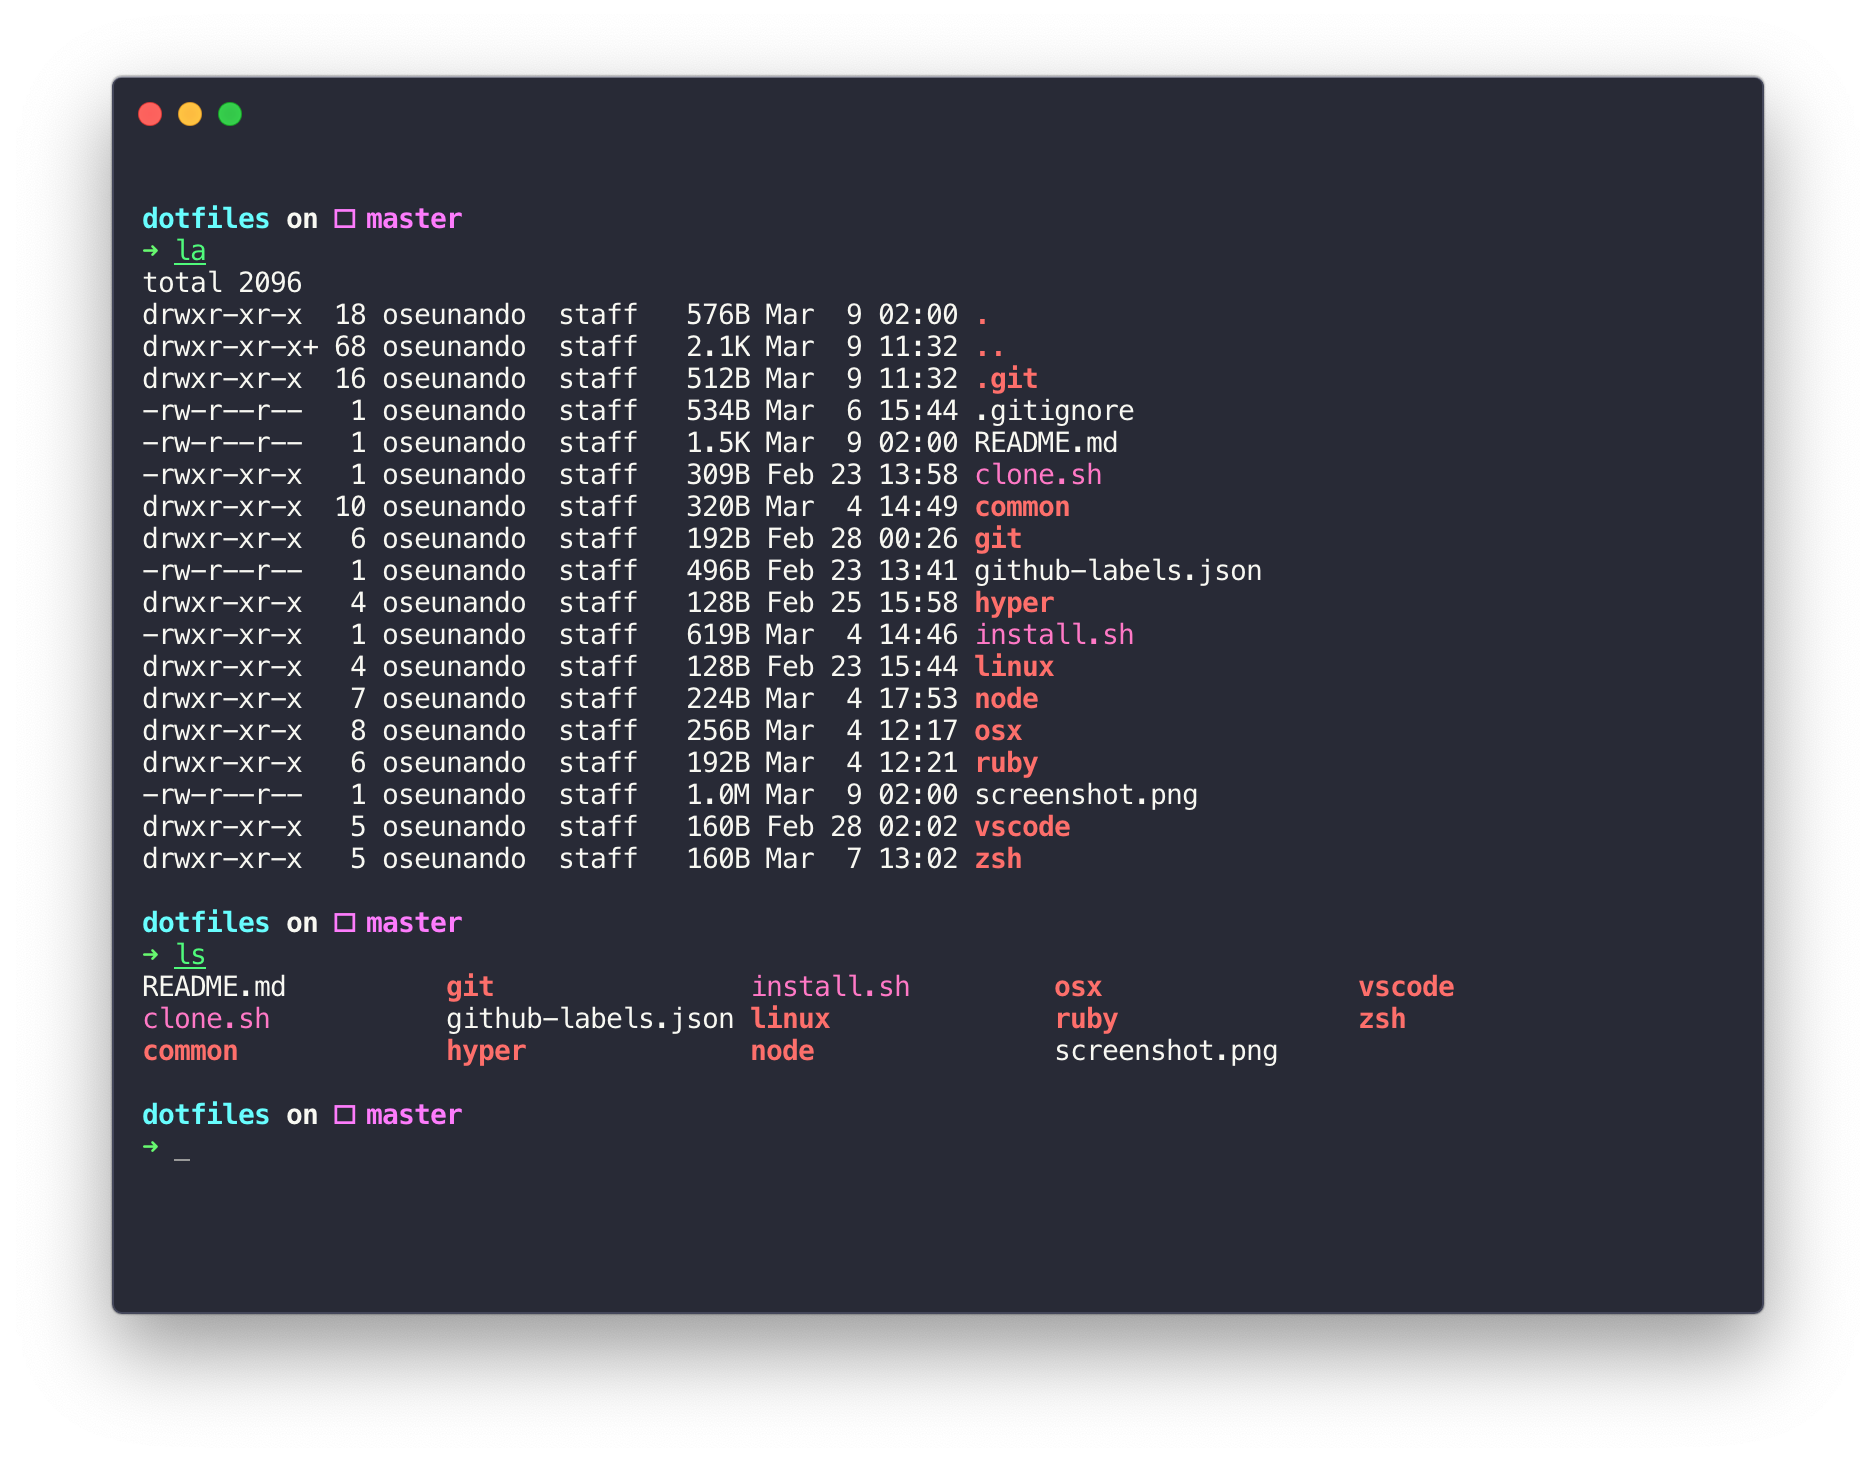 dotfiles on □ master
➜ la
total 2096
drwxr-xr-x  18 oseunando  staff   576B Mar  9 02:00 .
drwxr-xr-x+ 68 oseunando  staff   2.1K Mar  9 11:32 ..
drwxr-xr-x  16 oseunando  staff   512B Mar  9 11:32 .git
-rw-r--r--   1 oseunando  staff   534B Mar  6 15:44 .gitignore
-rw-r--r--   1 oseunando  staff   1.5K Mar  9 02:00 README.md
-rwxr-xr-x   1 oseunando  staff   309B Feb 23 13:58 clone.sh
drwxr-xr-x  10 oseunando  staff   320B Mar  4 14:49 common
drwxr-xr-x   6 oseunando  staff   192B Feb 28 00:26 git
-rw-r--r--   1 oseunando  staff   496B Feb 23 13:41 github-labels.json
drwxr-xr-x   4 oseunando  staff   128B Feb 25 15:58 hyper
-rwxr-xr-x   1 oseunando  staff   619B Mar  4 14:46 install.sh
drwxr-xr-x   4 oseunando  staff   128B Feb 23 15:44 linux
drwxr-xr-x   7 oseunando  staff   224B Mar  4 17:53 node
drwxr-xr-x   8 oseunando  staff   256B Mar  4 12:17 osx
drwxr-xr-x   6 oseunando  staff   192B Mar  4 12:21 ruby
-rw-r--r--   1 oseunando  staff   1.0M Mar  9 02:00 screenshot.png
drwxr-xr-x   5 oseunando  staff   160B Feb 28 02:02 vscode
drwxr-xr-x   5 oseunando  staff   160B Mar  7 13:02 zsh
dotfiles on □ master
➜ ls
README.md          git                install.sh         osx                vscode
clone.sh           github-labels.json linux              ruby               zsh
common             hyper              node               screenshot.png
dotfiles on □ master
➜ _